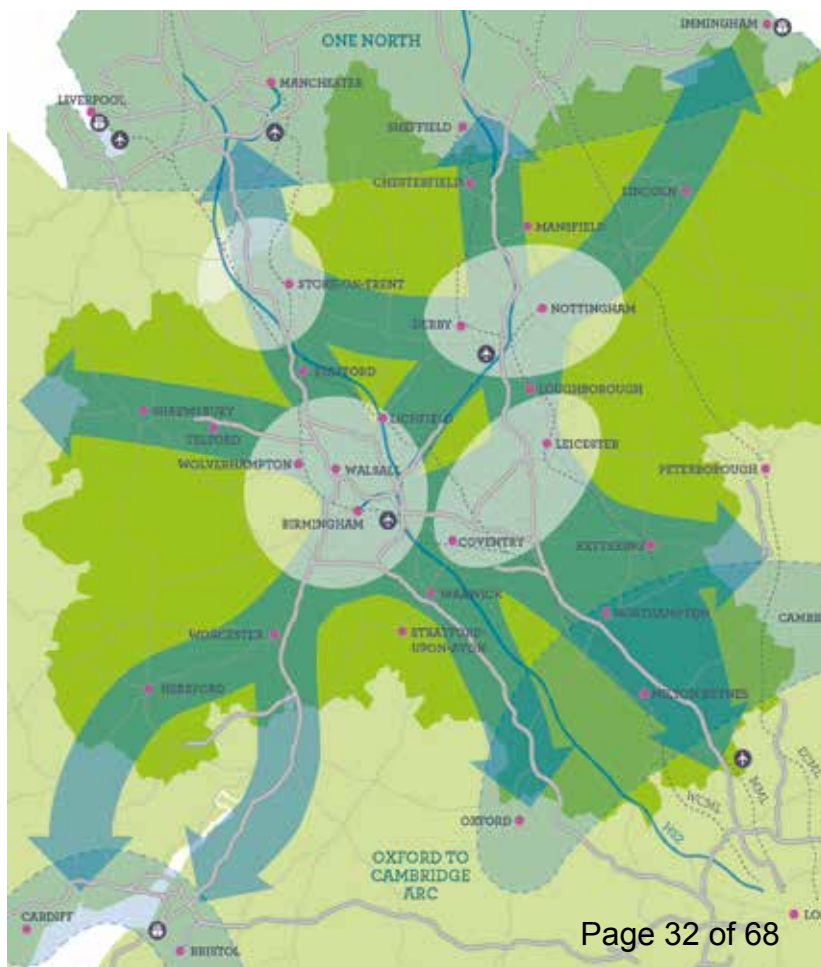 IMMINGHAM
ONE NORTH
MANCHESTER
LIVERPOOL
SHEFFIELD
CHESTERFIELD
LINCOLN
MANSFIELD
STOKE-ON-TRENT
NOTTINGHAM
DERBY
STAFFORD
LOUGHBOROUGH
SHREWSBURY
LICHFIELD
TELFORD
LEICESTER
WOLVERHAMPTON
WALSALL
PETERBOROUGH
BIRMINGHAM
COVENTRY
KETTERING
WARWICK
NORTHAMPTON
CAMBR
WORCESTER
STRATFORD-
UPON-AVON
HEREFORD
MILTON KEYNES
ECML
MML
WCML
OXFORD
HS2
OXFORD TO
CAMBRIDGE
ARC
CARDIFF
LO
BRISTOL
Page 32 of 68